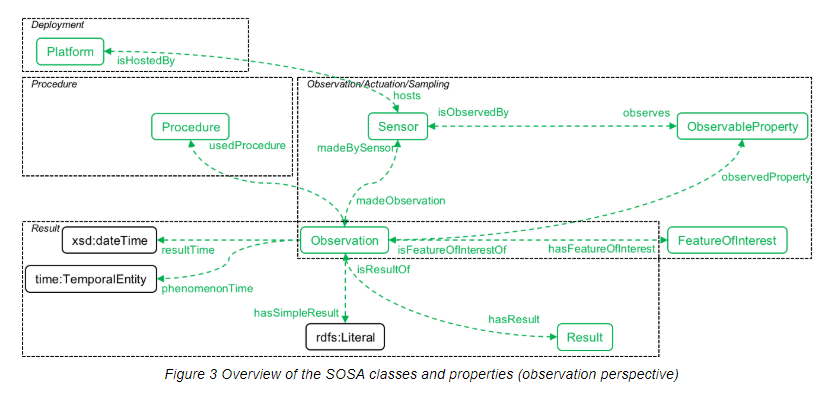 Deployment
Platform
isHostedBy
Procedure
Observation/Actuation/Sampling
hosts
isObservedBy
observes
Procedure
Sensor
ObservableProperty
usedProcedure
madeBySensor
observedProperty
madeObservation
Result
xsd:dateTime
Observation
FeatureOfInterest
resultTime
isFeatureOfInterestOf
hasFeatureOfInterest
time:TemporalEntity
phenomenonTime
isResultOf
hasSimpleResult
hasResult
rdfs:Literal
Result
Figure 3 Overview of the SOSA classes and properties (observation perspective)